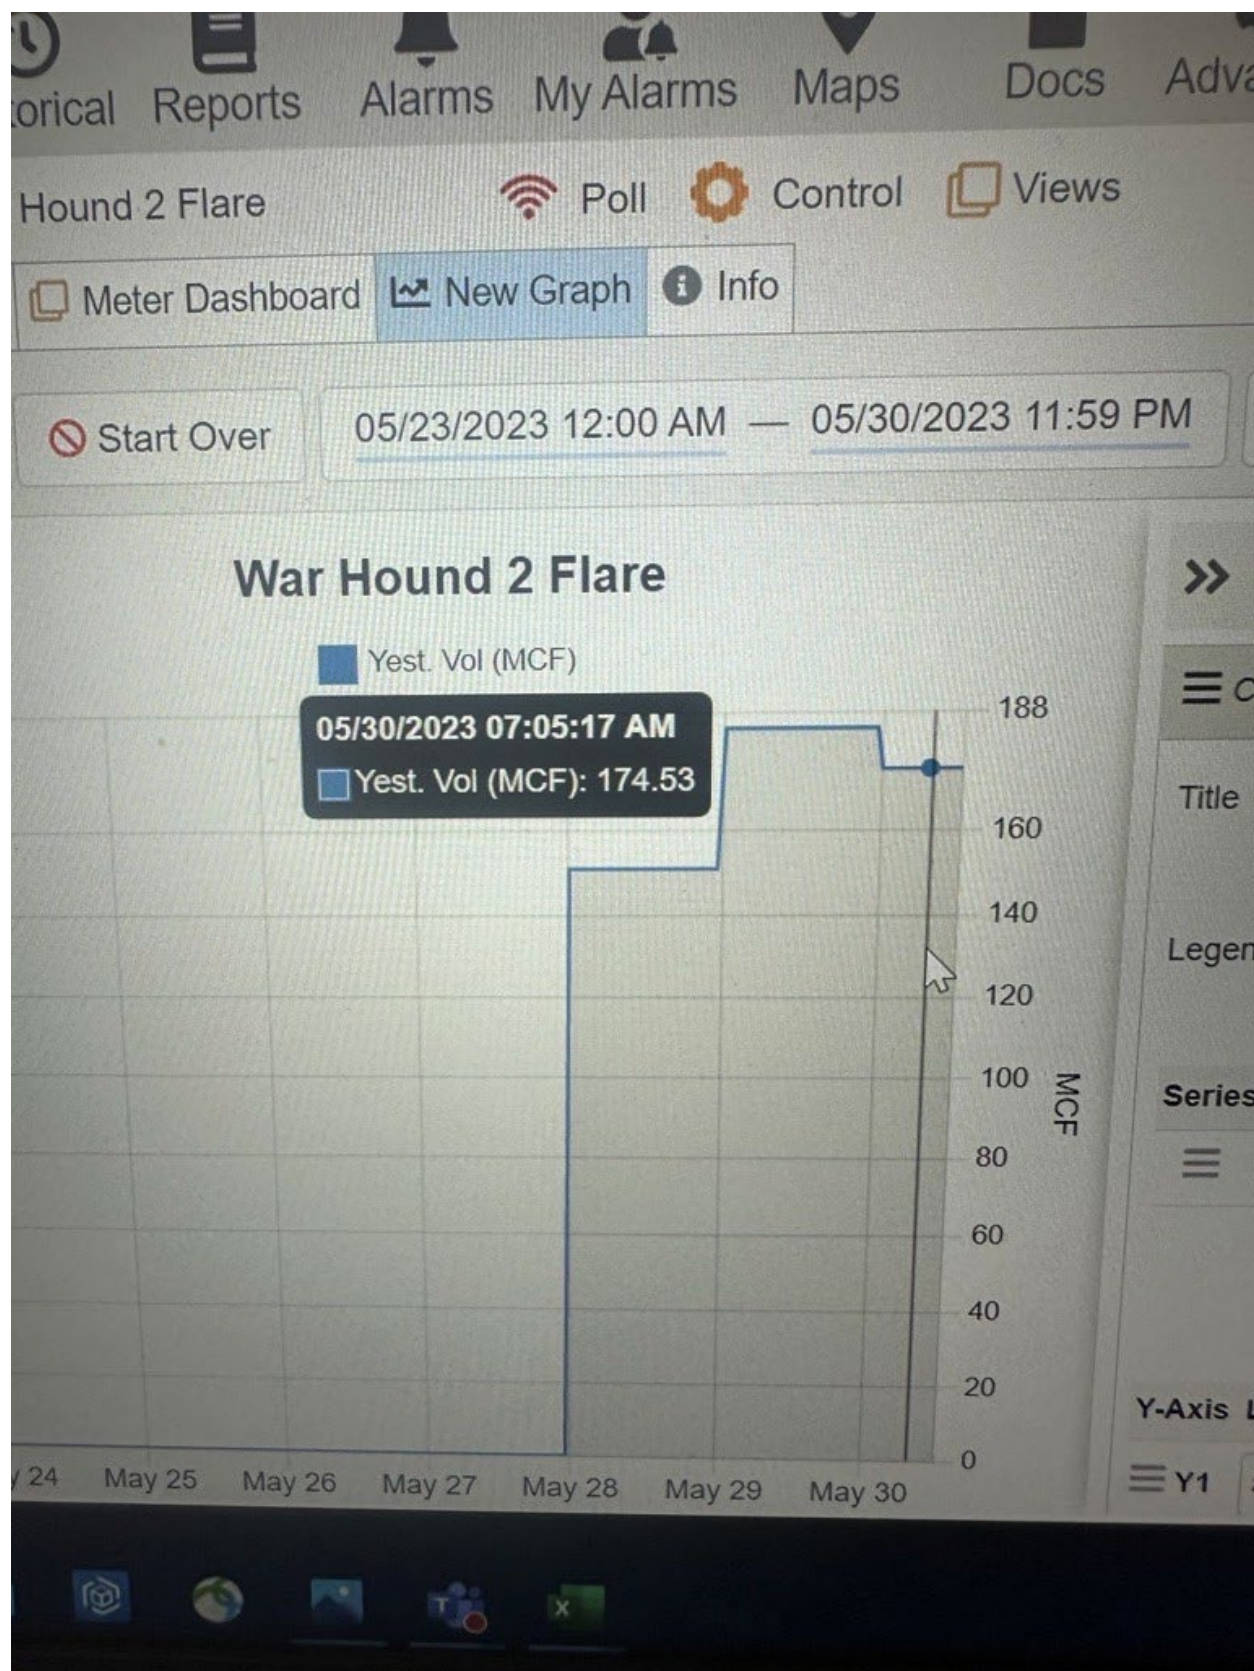 orical Reports Alarms My Alarms Maps Docs Adva
Hound 2 Flare Poll Control Views
Meter Dashboard New Graph Info
Start Over 05/23/2023 12:00 AM — 05/30/2023 11:59 PM
War Hound 2 Flare
Yest. Vol (MCF)
05/30/2023 07:05:17 AM
Yest. Vol (MCF): 174.53
188
160
140
120
100
80
60
40
20
0
MCF
y 24 May 25 May 26 May 27 May 28 May 29 May 30
Title
Legen
Series
Y-Axis L
Y1
T
X